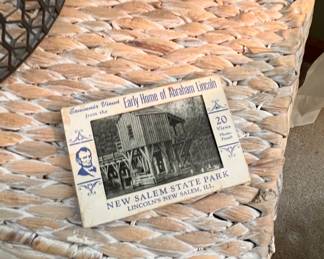 Souvenir Views
from the
Early Home of Abraham Lincoln
20
Views
NEW SALEM STATE PARK
LINCOLN'S NEW SALEM, ILL.